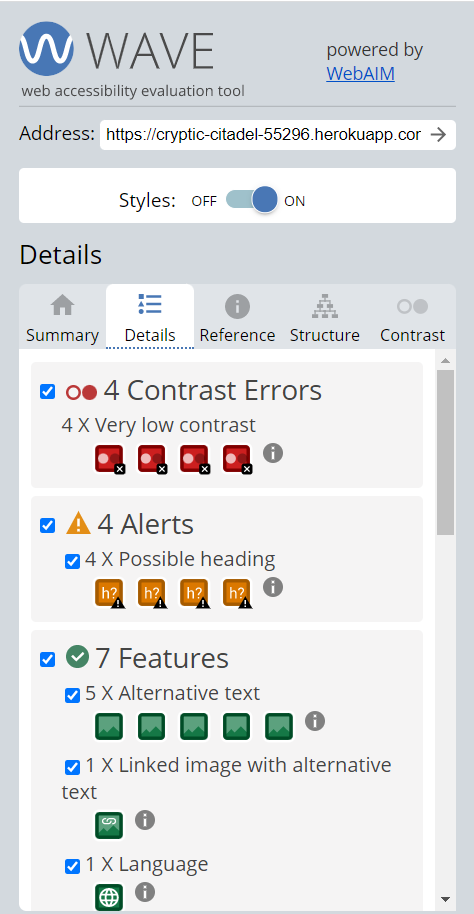 WAVE
web accessibility evaluation tool
powered by
WebAIM
Address: https://cryptic-citadel-55296.herokuapp.cor
Styles: OFF ON
Details
Summary Details Reference Structure Contrast
4 Contrast Errors
4 X Very low contrast
4 Alerts
4 X Possible heading
h? h? h? h?
7 Features
5 X Alternative text
1 X Linked image with alternative
text
1 X Language